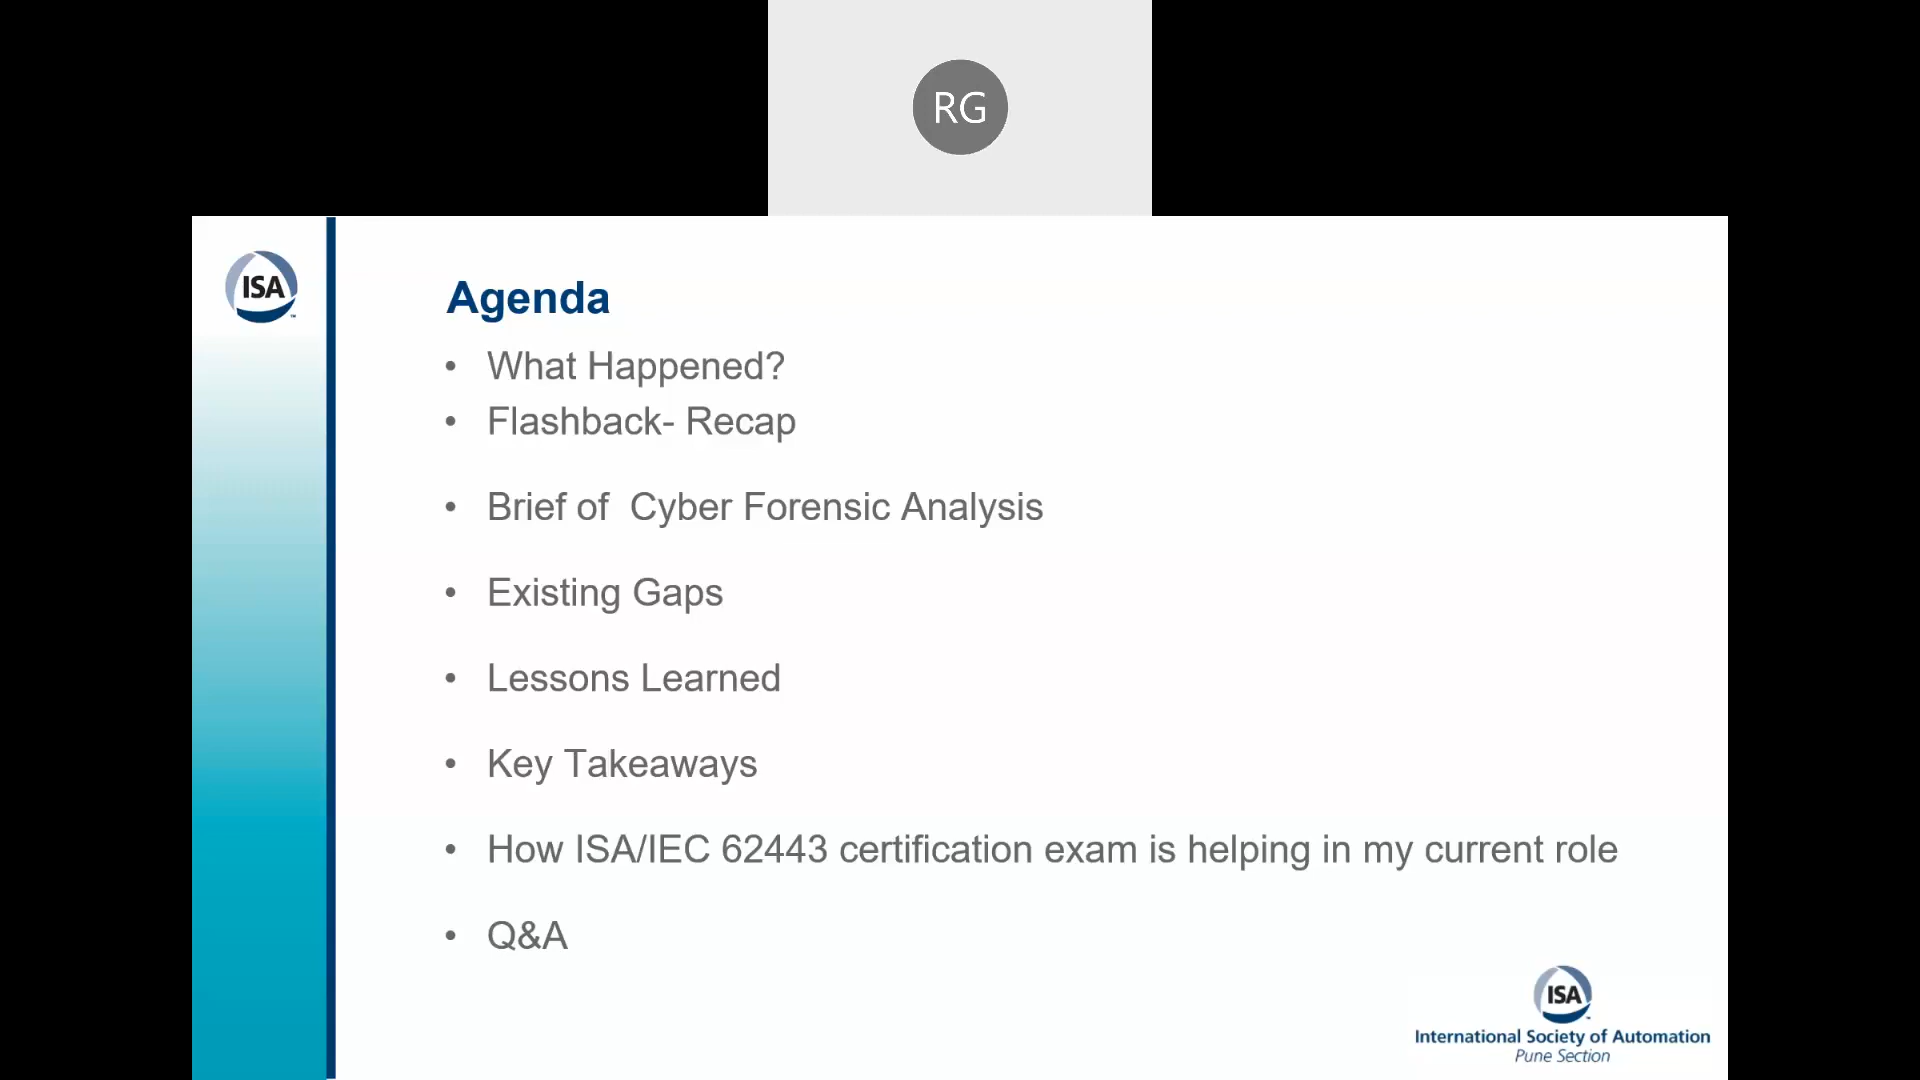 RG
ISA
Agenda
• What Happened?
• Flashback- Recap
• Brief of  Cyber Forensic Analysis
• Existing Gaps
• Lessons Learned
• Key Takeaways
• How ISA/IEC 62443 certification exam is helping in my current role
• Q&A
ISA
International Society of Automation
Pune Section